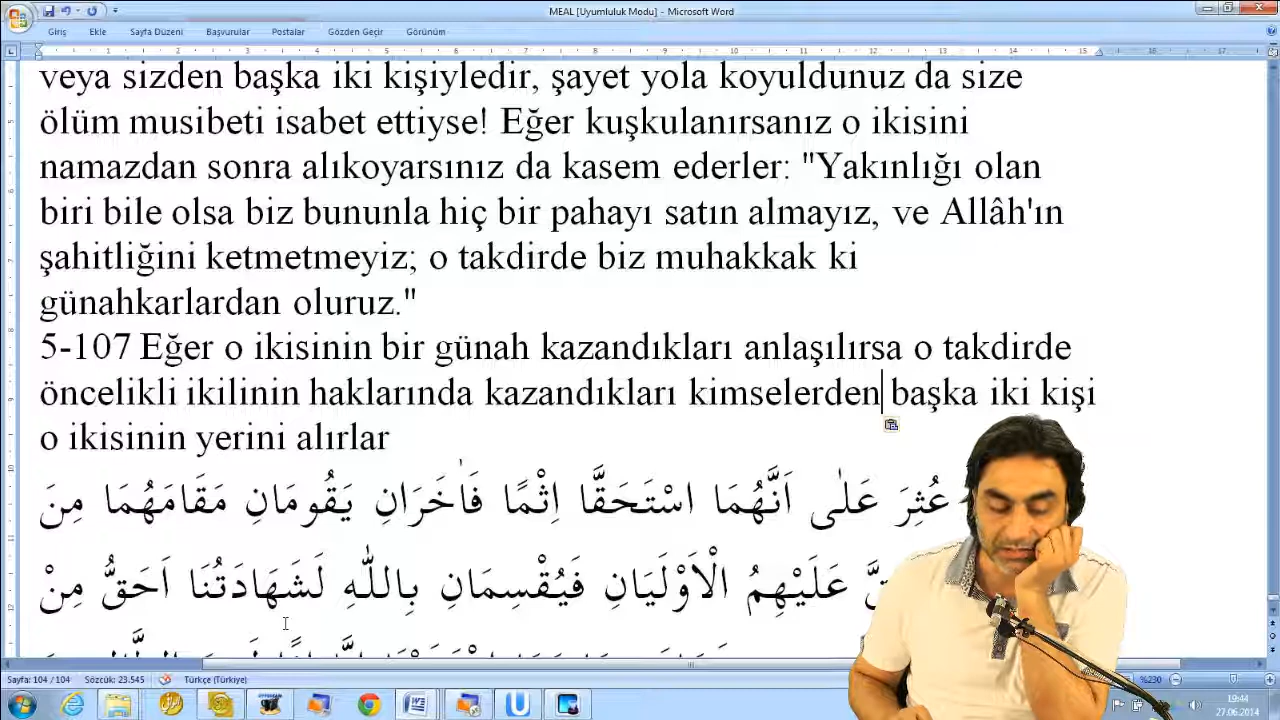 MEAL [Uyumluluk Modu] - Microsoft Word
Giriş Ekle Sayfa Düzeni Başvurular Postalar Gözden Geçir Görünüm
veya sizden başka iki kişiyledir, şayet yola koyuldunuz da size
ölüm musibeti isabet ettiyse! Eğer kuşkulanırsanız o ikisini
namazdan sonra alıkoyarsınız da kasem ederler: "Yakınlığı olan
biri bile olsa biz bununla hiç bir pahayı satın almayız, ve Allâh'ın
şahitliğini ketmetmeyiz; o takdirde biz muhakkak ki
günahkarlardan oluruz."
5-107 Eğer o ikisinin bir günah kazandıkları anlaşılırsa o takdirde
öncelikli ikilinin haklarında kazandıkları kimselerden başka iki kişi
o ikisinin yerini alırlar
عُثِرَ عَلٰى اَنَّهُمَا اسْتَحَقَّا اِثْمًا فَاٰخَرَانِ يَقُومَانِ مَقَامَهُمَا مِنَ
عَلَيْهِمُ الْاَوْلَيَانِ فَيُقْسِمَانِ بِاللّٰهِ لَشَهَادَتُنَا اَحَقُّ مِنْ
Sayfa: 104 / 104 Sözcük: 23.545 Türkçe (Türkiye) %230
19:44
27.06.2014